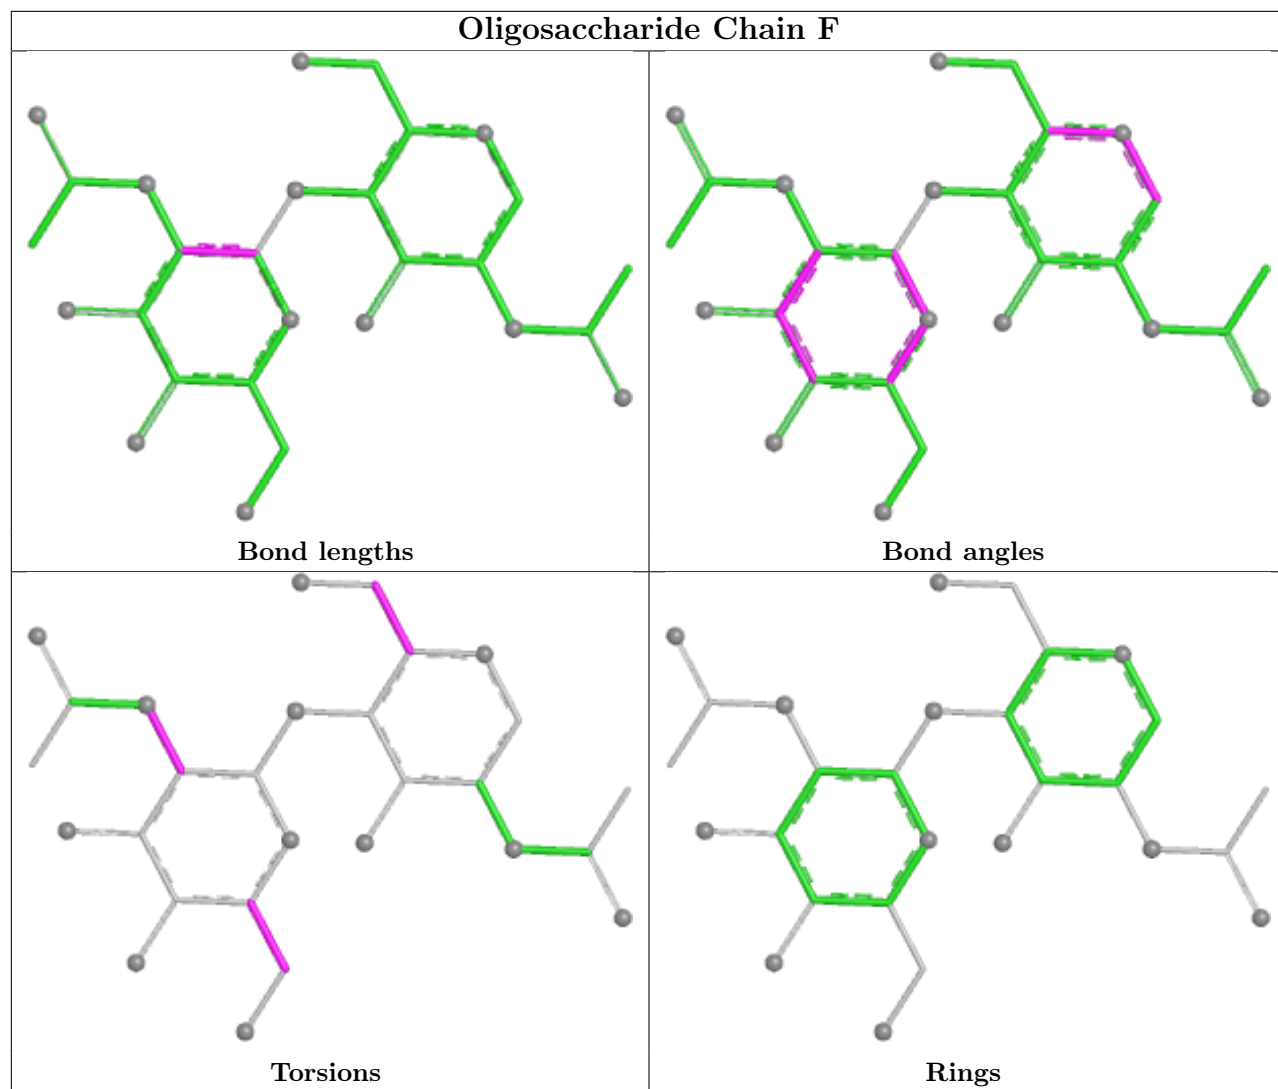 Oligosaccharide Chain F
Bond lengths
Bond angles
Torsions
Rings